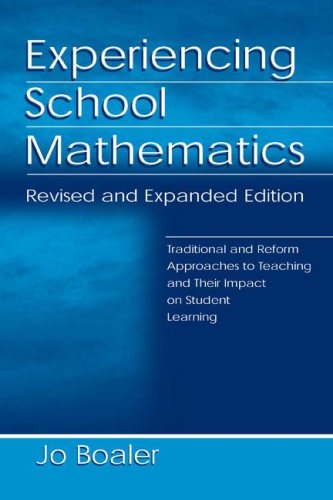 Experiencing
School
Mathematics
Revised and Expanded Edition
Traditional and Reform
Approaches to Teaching
and Their Impact
on Student
Learning
Jo Boaler